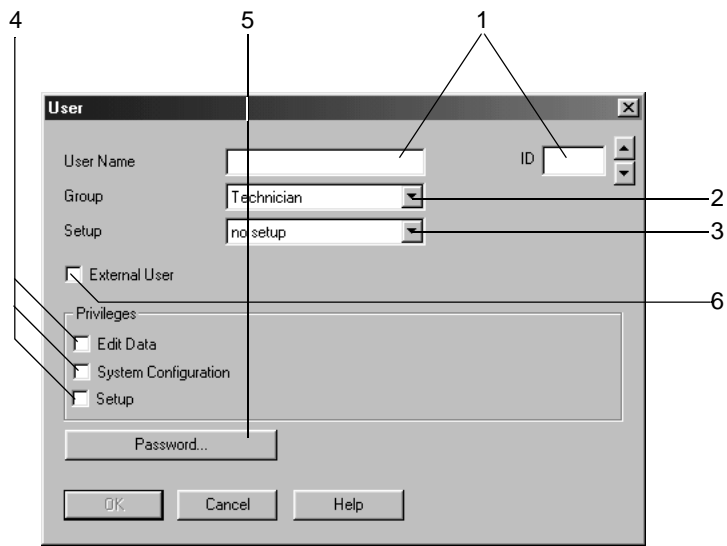 4 5 1
User
User Name ID
Group Technician 2
Setup no setup 3
External User
6
Privileges
Edit Data
System Configuration
Setup
Password...
OK Cancel Help